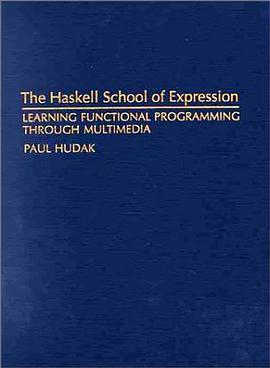 The Haskell School of Expression
LEARNING FUNCTIONAL PROGRAMMING
THROUGH MULTIMEDIA
PAUL HUDAK